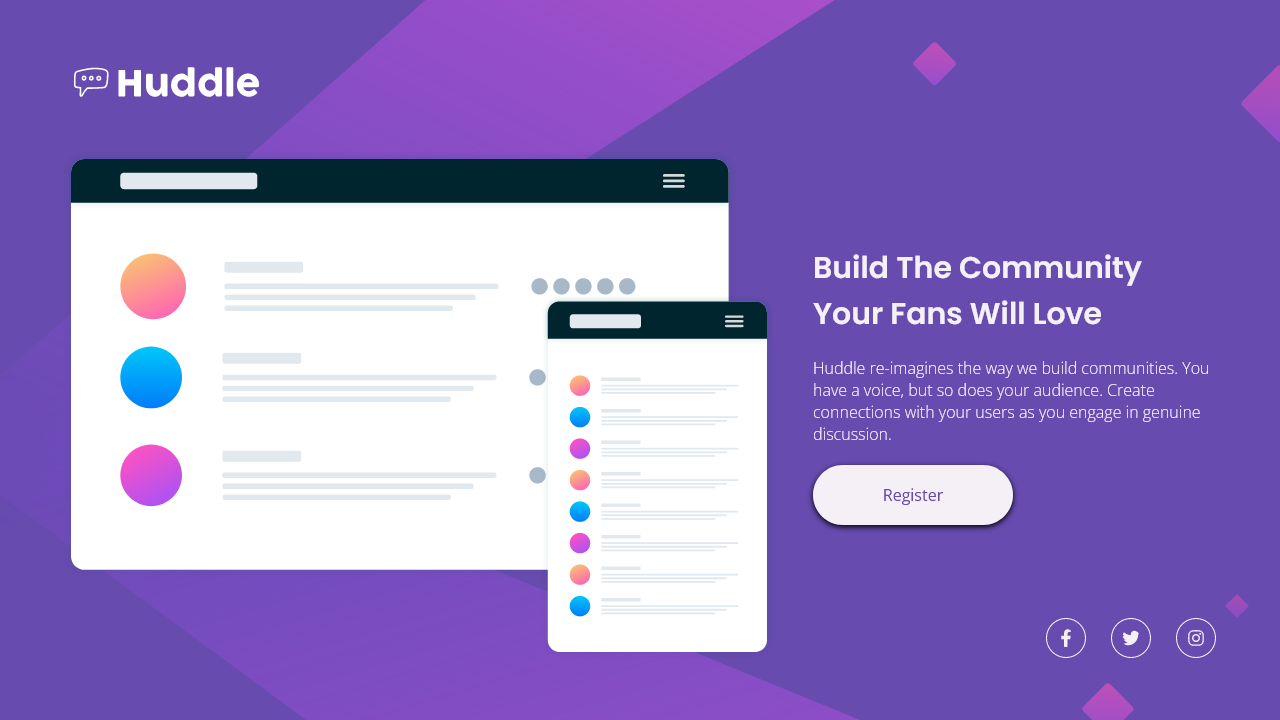 Huddle
Build The Community
Your Fans Will Love
Huddle re-imagines the way we build communities. You
have a voice, but so does your audience. Create
connections with your users as you engage in genuine
discussion.
Register